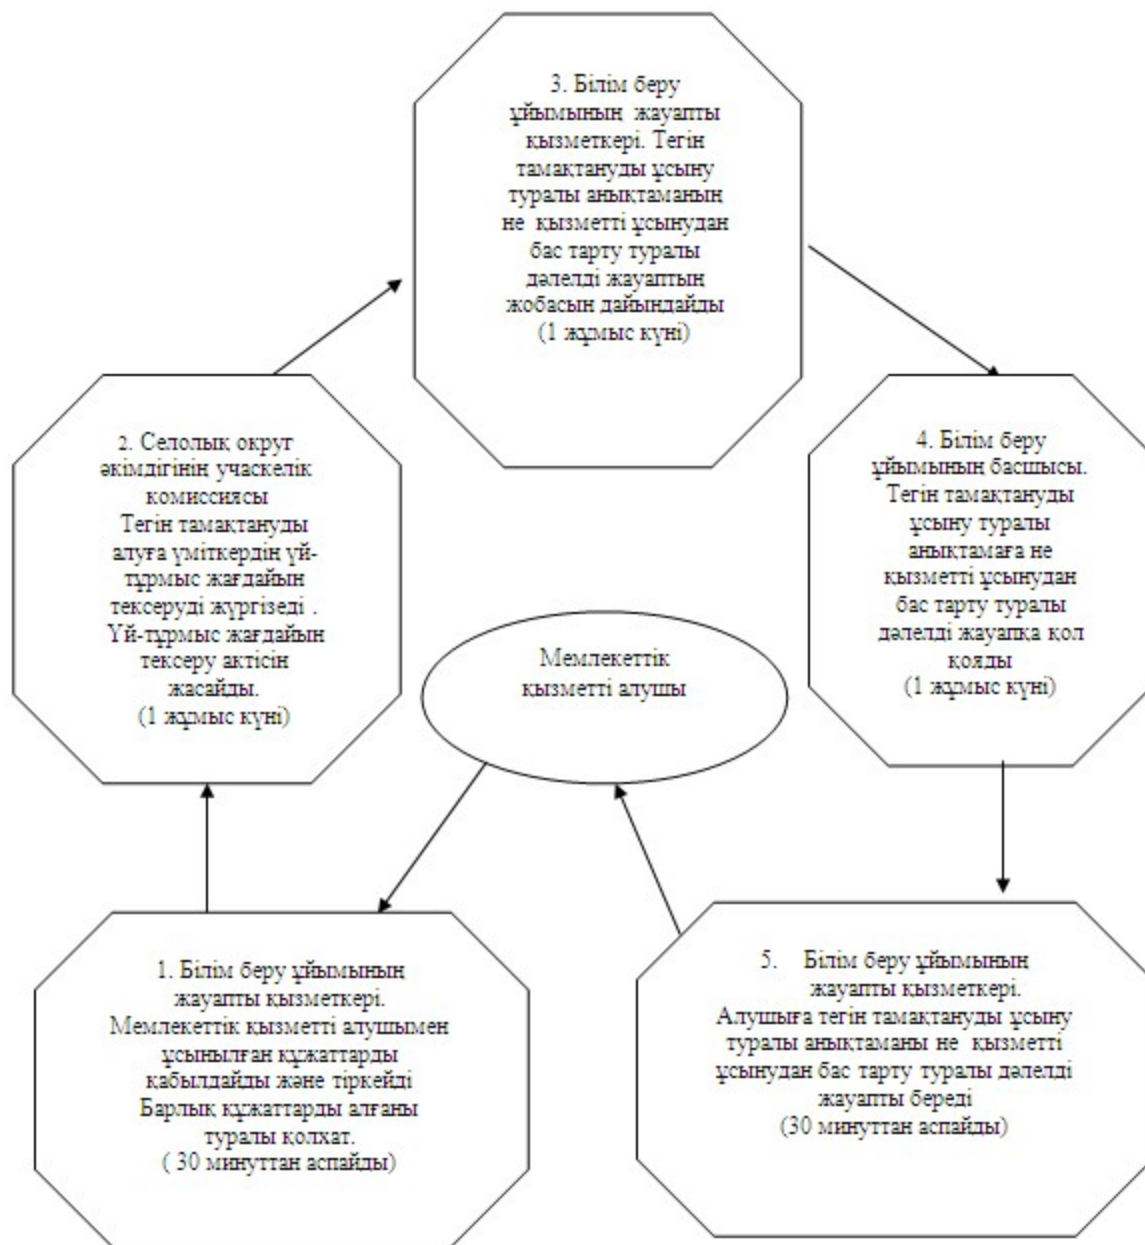 3. Білім беру
ұйымының жауапты
қызметкері. Тегін
тамақтануды ұсыну
туралы анықтаманың
не қызметті ұсынудан
бас тарту туралы
дәлелді жауаптың
жобасын дайындайды
(1 жұмыс күні)
2. Селолық округ
әкімдігінің учаскелік
комиссиясы
Тегін тамақтануды
алуға үміткердің үй-
тұрмыс жағдайын
тексеруді жүргізеді .
Үй-тұрмыс жағдайын
тексеру актісін
жасайды.
(1 жұмыс күні)
4. Білім беру
ұйымының басшысы.
Тегін тамақтануды
ұсыну туралы
анықтамаға не
қызметті ұсынудан
бас тарту туралы
дәлелді жауапқа қол
қояды
(1 жұмыс күні)
Мемлекеттік
қызметті алушы
1. Білім беру ұйымының
жауапты қызметкері.
Мемлекеттік қызметті алушымен
ұсынылған құжаттарды
қабылдайды және тіркейді
Барлық құжаттарды алғаны
туралы қолхат.
( 30 минуттан аспайды)
5. Білім беру ұйымының
жауапты қызметкері.
Алушыға тегін тамақтануды ұсыну
туралы анықтаманы не қызметті
ұсынудан бас тарту туралы дәлелді
жауапты береді
(30 минуттан аспайды)